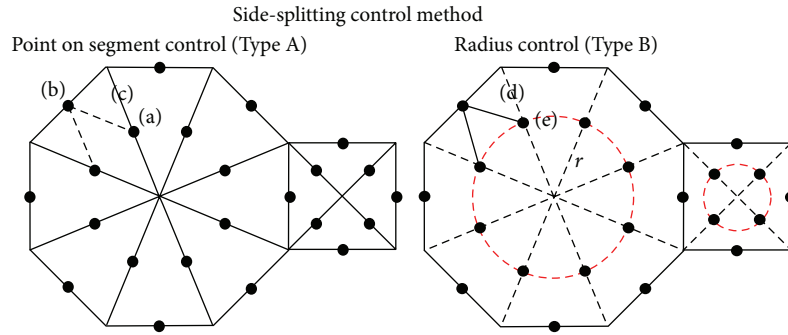 Side-splitting control method
Point on segment control (Type A)
Radius control (Type B)
(b)
(c)
(a)
(d)
(e)
r